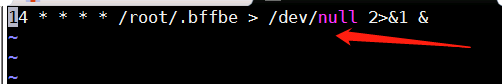 14 * * * * /root/.bffbe > /dev/null 2>&1 &
~
~
~